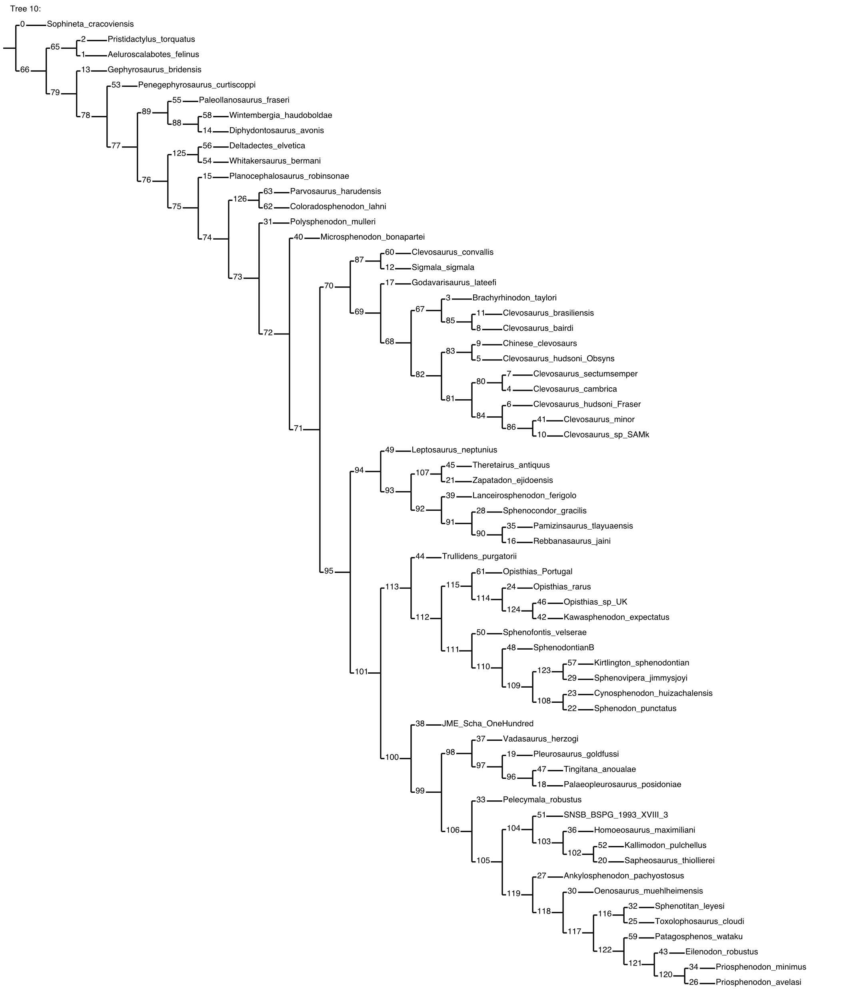 Tree 10:
0 Sophineta_cracoviensis
2 Pristidactylus_torquatus
65
1 Aeluroscalabotes_felinus
66
13 Gephyrosaurus_bridensis
53 Penegephyrosaurus_curtiscoppi
79
55 Paleollanosaurus_fraseri
89
78
58 Wintembergia_haudoboldae
88
14 Diphydontosaurus_avonis
77
56 Deltadectes_elvetica
125
54 Whitakersaurus_bermani
76
15 Planocephalosaurus_robinsonae
63 Parvosaurus_harudensis
126
75
62 Coloradosphenodon_lahni
31 Polysphenodon_mulleri
74
40 Microsphenodon_bonapartei
60 Clevosaurus_convallis
87
12 Sigmala_sigmala
73
70
17 Godavarisaurus_lateefi
3 Brachyrhinodon_taylori
67
69
11 Clevosaurus_brasiliensis
85
8 Clevosaurus_bairdi
72
68
9 Chinese_clevosaurs
83
5 Clevosaurus_hudsoni_Obsyns
82
7 Clevosaurus_sectumsemper
80
4 Clevosaurus_cambrica
81
6 Clevosaurus_hudsoni_Fraser
84
41 Clevosaurus_minor
86
71
10 Clevosaurus_sp_SAMk
49 Leptosaurus_neptunius
45 Theretairus_antiquus
94
107
21 Zapatadon_ejidoensis
93
39 Lanceirosphenodon_ferigolo
92
28 Sphenocondor_gracilis
91
35 Pamizinsaurus_tlayuaensis
90
16 Rebbanasaurus_jaini
44 Trullidens_purgatorii
95
61 Opisthias_Portugal
115
113
24 Opisthias_rarus
114
46 Opisthias_sp_UK
124
112
42 Kawasphenodon_expectatus
50 Sphenofontis_velserae
48 SphenodontianB
111
57 Kirtlington_sphenodontian
110
123
101
29 Sphenovipera_jimmysjoyi
109
23 Cynosphenodon_huizachalensis
108
22 Sphenodon_punctatus
38 JME_Scha_OneHundred
37 Vadasaurus_herzogi
98
19 Pleurosaurus_goldfussi
100
97
47 Tingitana_anoualae
96
18 Palaeopleurosaurus_posidoniae
99
33 Pelecymala_robustus
51 SNSB_BSPG_1993_XVIII_3
104
106
36 Homoeosaurus_maximiliani
103
52 Kallimodon_pulchellus
102
105
20 Sapheosaurus_thiollierei
27 Ankylosphenodon_pachyostosus
30 Oenosaurus_muehlheimensis
119
32 Sphenotitan_leyesi
118
116
25 Toxolophosaurus_cloudi
117
59 Patagosphenos_wataku
122
43 Eilenodon_robustus
121
34 Priosphenodon_minimus
120
26 Priosphenodon_avelasi